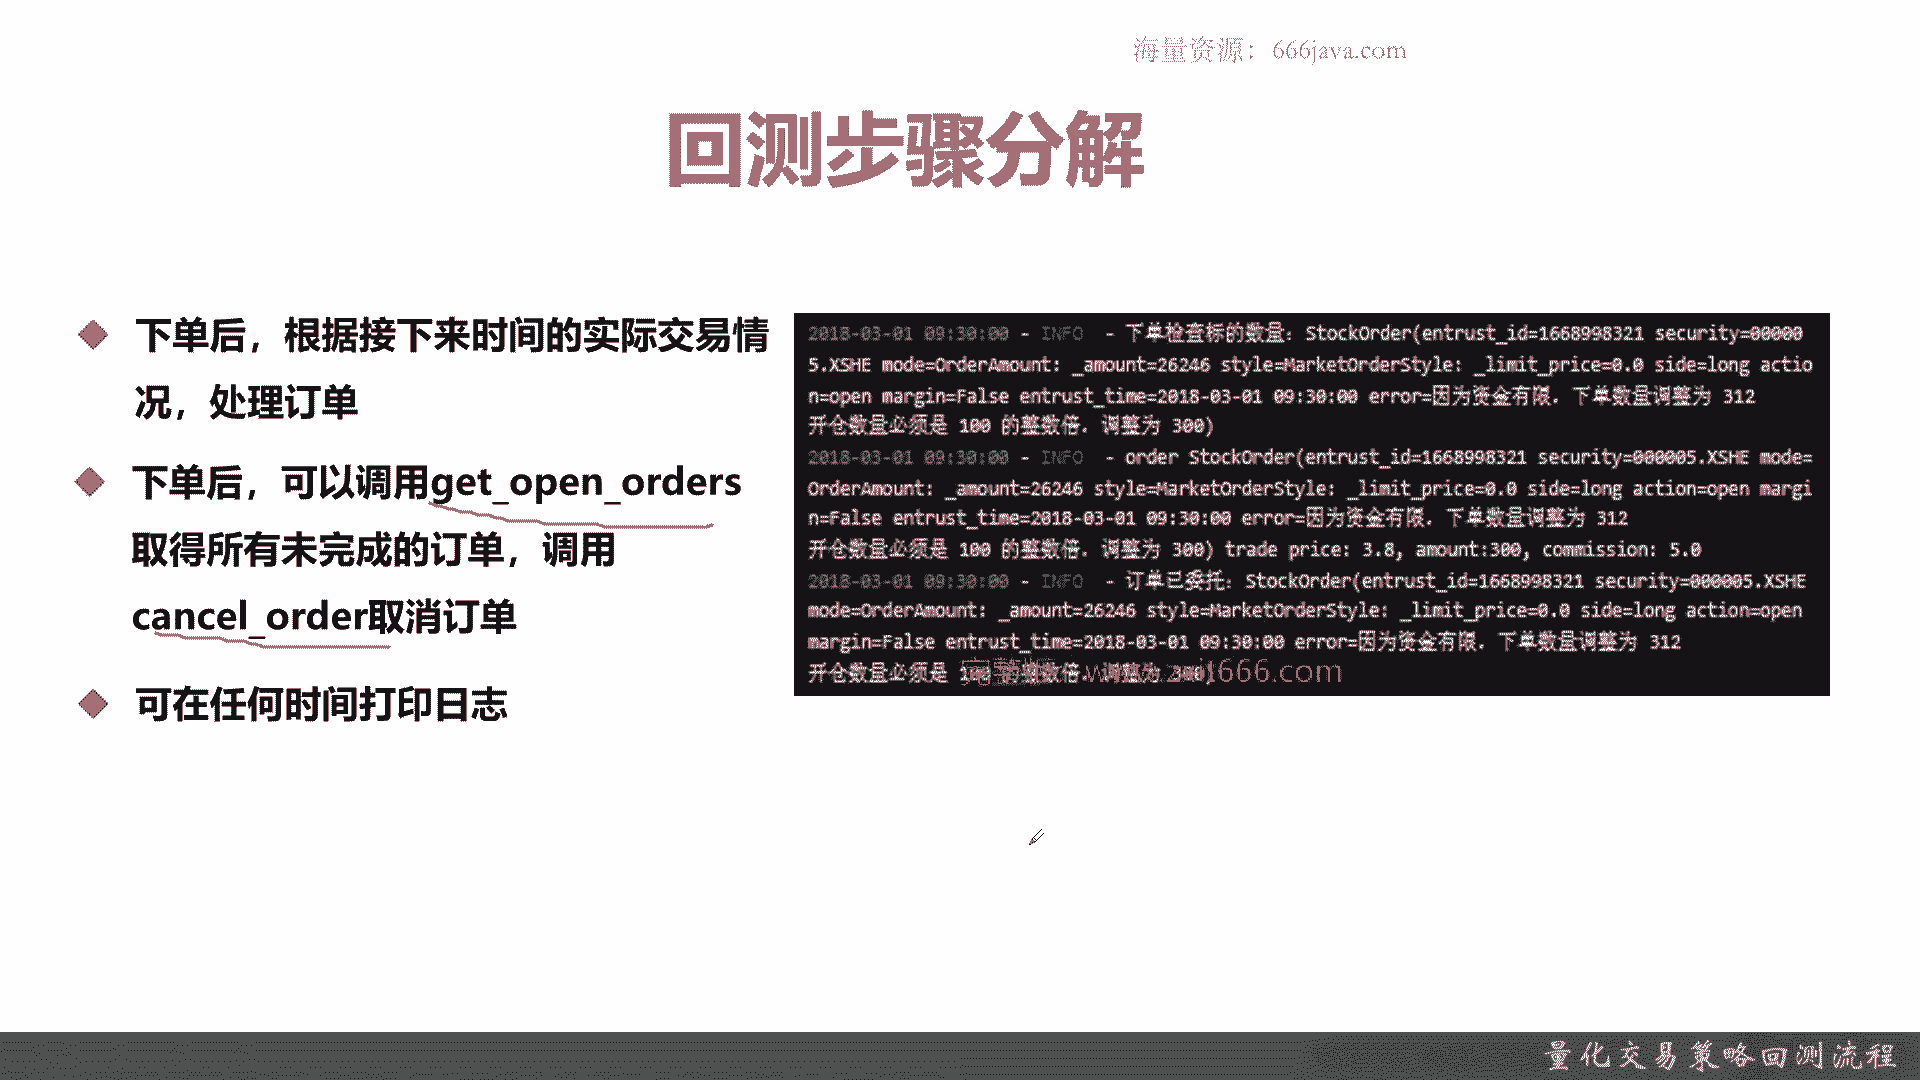 海量资源：666java.com
回测步骤分解
下单后，根据接下来时间的实际交易情
况，处理订单
下单后，可以调用get_open_orders
取得所有未完成的订单，调用
cancel_order取消订单
可在任何时间打印日志
2018-03-01 09:30:00 - INFO - 下单检查标的数量：StockOrder(entrust_id=1668998321 security=00000
5.XSHE mode=OrderAmount: _amount=26246 style=MarketOrderStyle: _limit_price=0.0 side=long actio
n=open margin=False entrust_time=2018-03-01 09:30:00 error=因为资金有限. 下单数量调整为 312
开仓数量必须是 100 的整数倍. 调整为 300)
2018-03-01 09:30:00 - INFO - order StockOrder(entrust_id=1668998321 security=000005.XSHE mode=
OrderAmount: _amount=26246 style=MarketOrderStyle: _limit_price=0.0 side=long action=open margi
n=False entrust_time=2018-03-01 09:30:00 error=因为资金有限. 下单数量调整为 312
开仓数量必须是 100 的整数倍. 调整为 300) trade price: 3.8, amount:300, commission: 5.0
2018-03-01 09:30:00 - INFO - 订单已委托：StockOrder(entrust_id=1668998321 security=000005.XSHE
mode=OrderAmount: _amount=26246 style=MarketOrderStyle: _limit_price=0.0 side=long action=open
margin=False entrust_time=2018-03-01 09:30:00 error=因为资金有限. 下单数量调整为 312
开仓数量必须是 100 的整数倍. 调整为 300)
量化交易策略回测流程